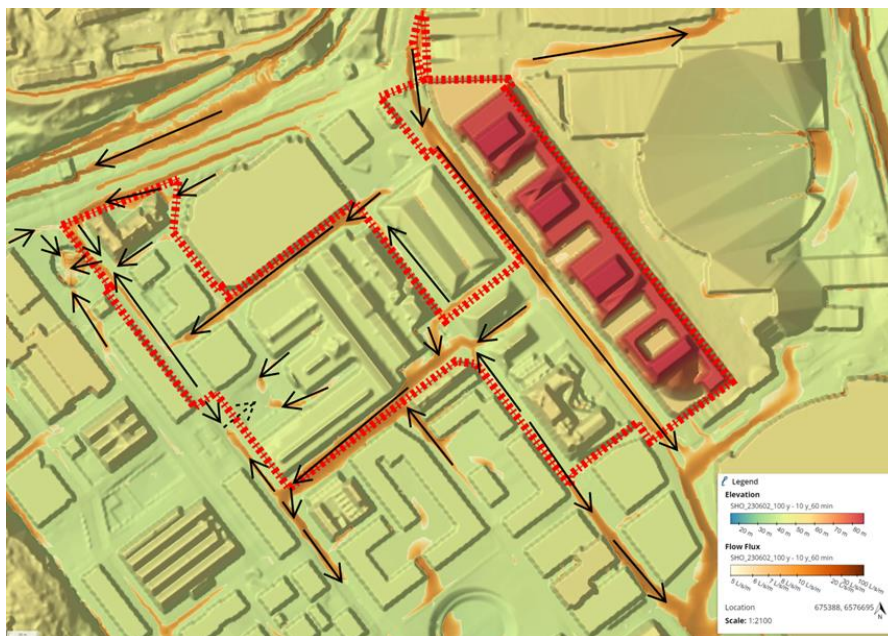 Legend
Elevation
SHO_230602_100 y - 10 y_60 min
20 m 30 m 40 m 50 m 60 m 70 m 80 m
Flow Flux
SHO_230602_100 y - 10 y_60 min
5 L/s/m 6 L/s/m 7 L/s/m 8 L/s/m 10 L/s/m 20 L/s/m 30 L/s/m 100 L/s/m
Location 675388, 6576695
Scale: 1:2100 N